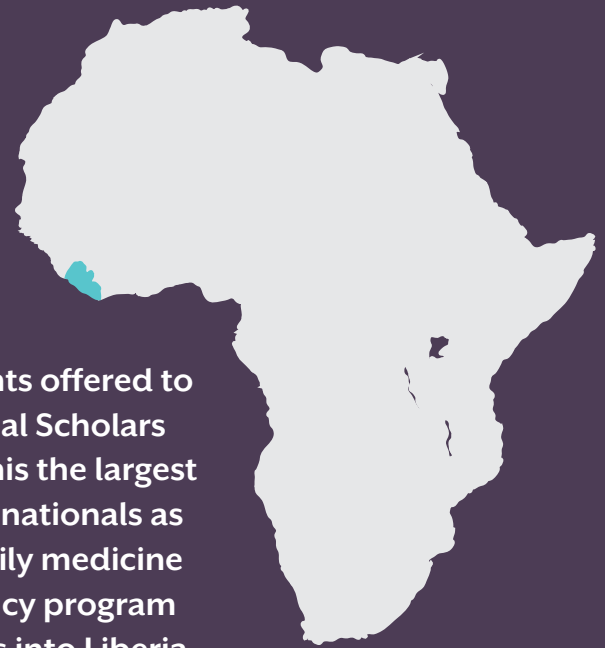 nts offered to
al Scholars
his the largest
nationals as
ily medicine
cy program
s into Liberia